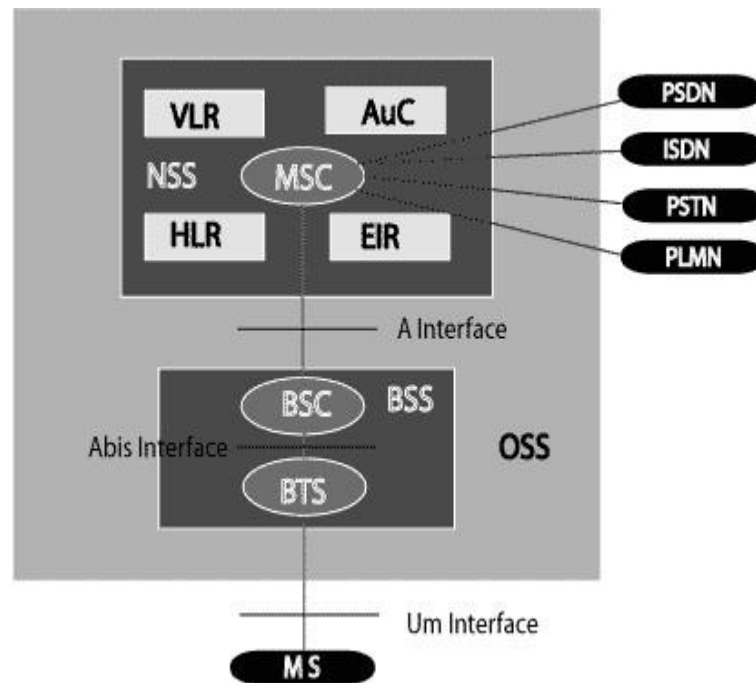 VLR
AuC
PSDN
ISDN
NSS
MSC
PSTN
HLR
EIR
PLMN
A Interface
BSC
BSS
Abis Interface
OSS
BTS
Um Interface
MS